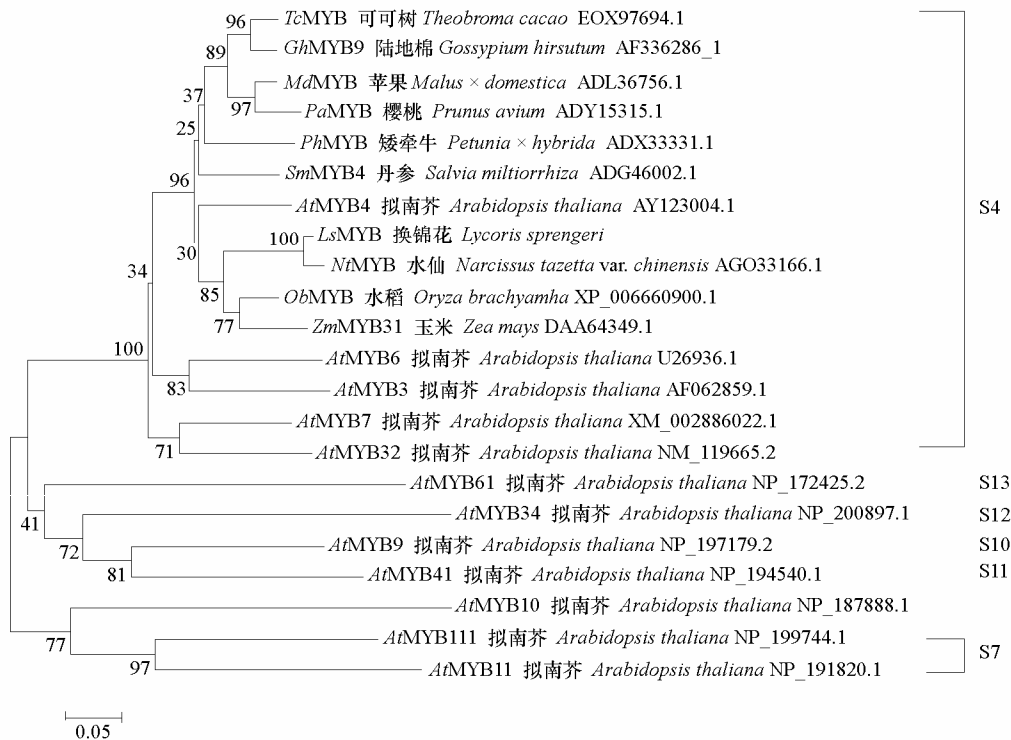 96
TcMYB 可可树 Theobroma cacao EOX97694.1
GhMYB9 陆地棉 Gossypium hirsutum AF336286_1
89
MdMYB 苹果 Malus × domestica ADL36756.1
37
97
PaMYB 樱桃 Prunus avium ADY15315.1
25
PhMYB 矮牵牛 Petunia × hybrida ADX33331.1
96
SmMYB4 丹参 Salvia miltiorrhiza ADG46002.1
AtMYB4 拟南芥 Arabidopsis thaliana AY123004.1
S4
100
LsMYB 换锦花 Lycoris sprengeri
30
NtMYB 水仙 Narcissus tazetta var. chinensis AGO33166.1
34
85
ObMYB 水稻 Oryza brachyamha XP_006660900.1
77
ZmMYB31 玉米 Zea mays DAA64349.1
100
AtMYB6 拟南芥 Arabidopsis thaliana U26936.1
83
AtMYB3 拟南芥 Arabidopsis thaliana AF062859.1
AtMYB7 拟南芥 Arabidopsis thaliana XM_002886022.1
71
AtMYB32 拟南芥 Arabidopsis thaliana NM_119665.2
AtMYB61 拟南芥 Arabidopsis thaliana NP_172425.2 S13
41
AtMYB34 拟南芥 Arabidopsis thaliana NP_200897.1 S12
72
AtMYB9 拟南芥 Arabidopsis thaliana NP_197179.2 S10
81
AtMYB41 拟南芥 Arabidopsis thaliana NP_194540.1 S11
AtMYB10 拟南芥 Arabidopsis thaliana NP_187888.1
77
AtMYB111 拟南芥 Arabidopsis thaliana NP_199744.1
S7
97
AtMYB11 拟南芥 Arabidopsis thaliana NP_191820.1
0.05